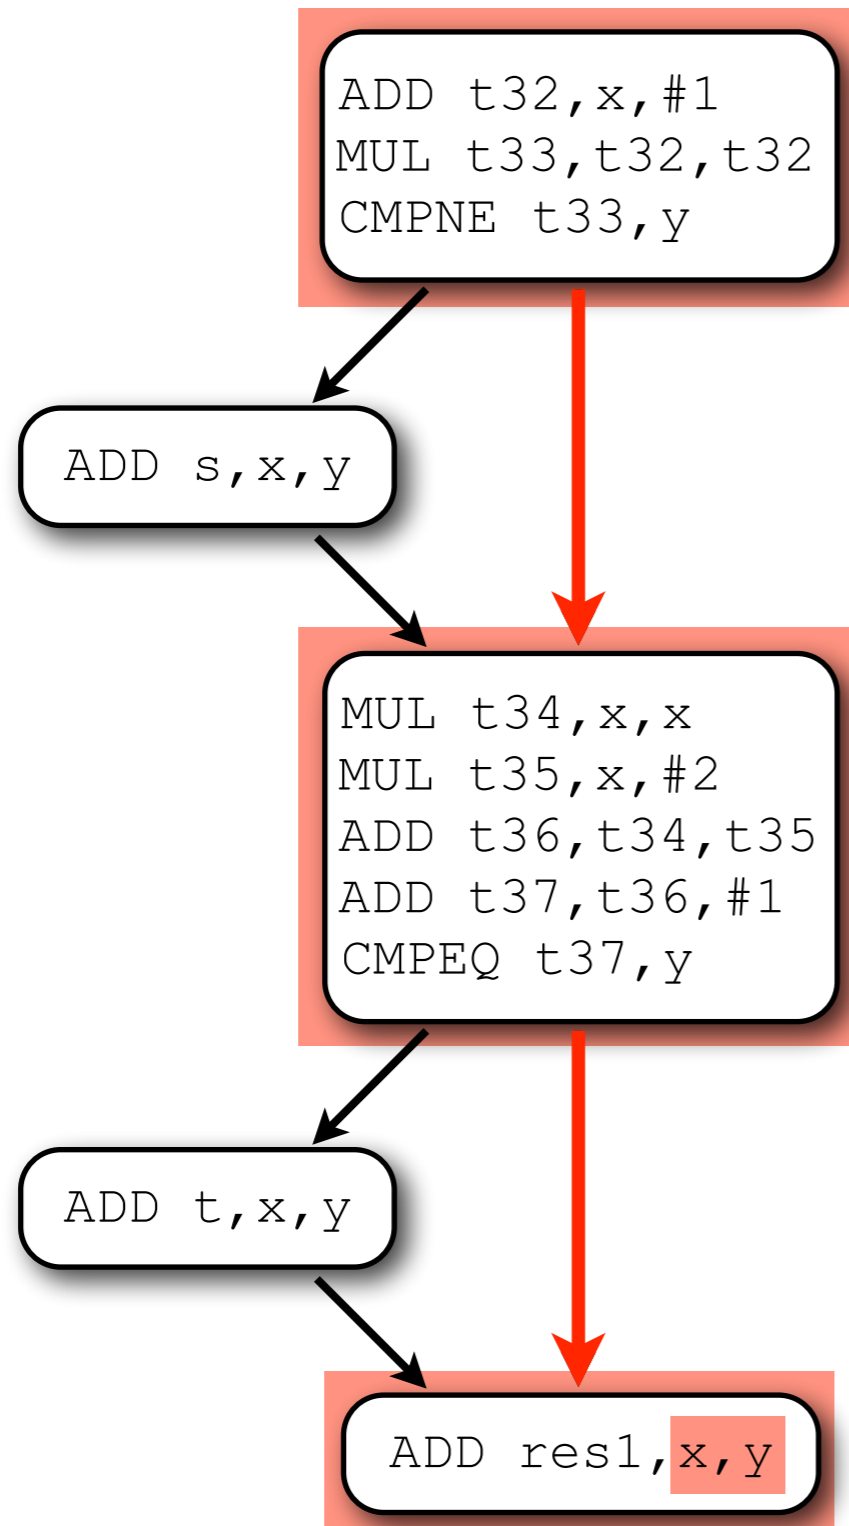 ADD t32,x,#1
MUL t33,t32,t32
CMPNE t33,y
ADD s,x,y
MUL t34,x,x
MUL t35,x,#2
ADD t36,t34,t35
ADD t37,t36,#1
CMPEQ t37,y
ADD t,x,y
ADD res1,x,y